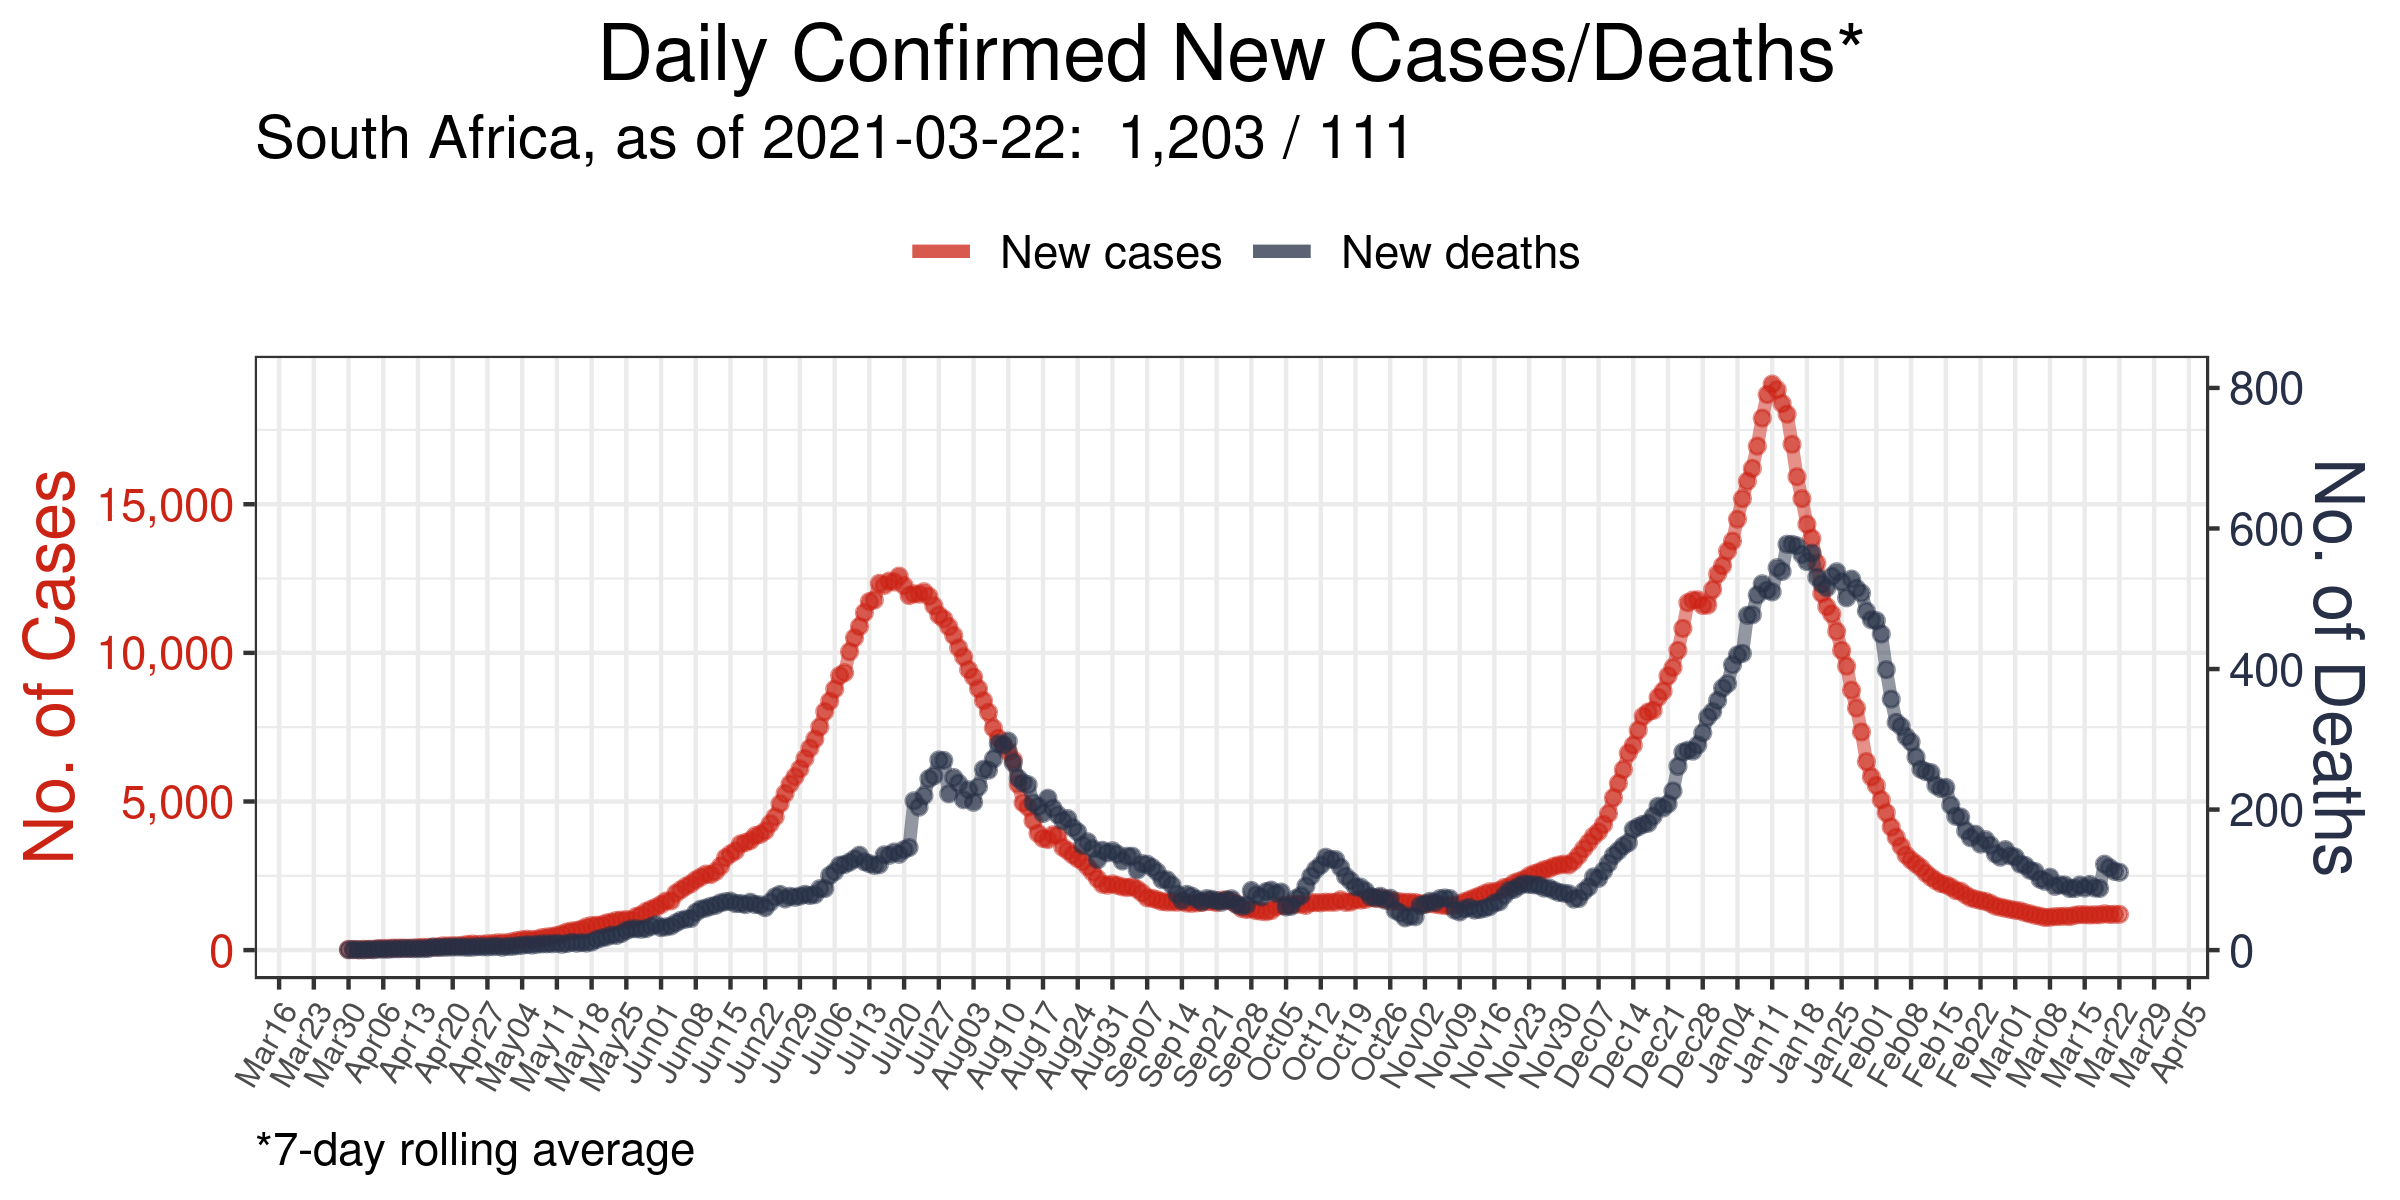 Daily Confirmed New Cases/Deaths*
South Africa, as of 2021-03-22:  1,203 / 111
New cases New deaths
No. of Cases
15,000
10,000
5,000
0
800
600
400
200
0
No. of Deaths
Mar16 Mar23 Mar30 Apr06 Apr13 Apr20 Apr27 May04 May11 May18 May25 Jun01 Jun08 Jun15 Jun22 Jun29 Jul06 Jul13 Jul20 Jul27 Aug03 Aug10 Aug17 Aug24 Aug31 Sep07 Sep14 Sep21 Sep28 Oct05 Oct12 Oct19 Oct26 Nov02 Nov09 Nov16 Nov23 Nov30 Dec07 Dec14 Dec21 Dec28 Jan04 Jan11 Jan18 Jan25 Feb01 Feb08 Feb15 Feb22 Mar01 Mar08 Mar15 Mar22 Mar29 Apr05
*7-day rolling average